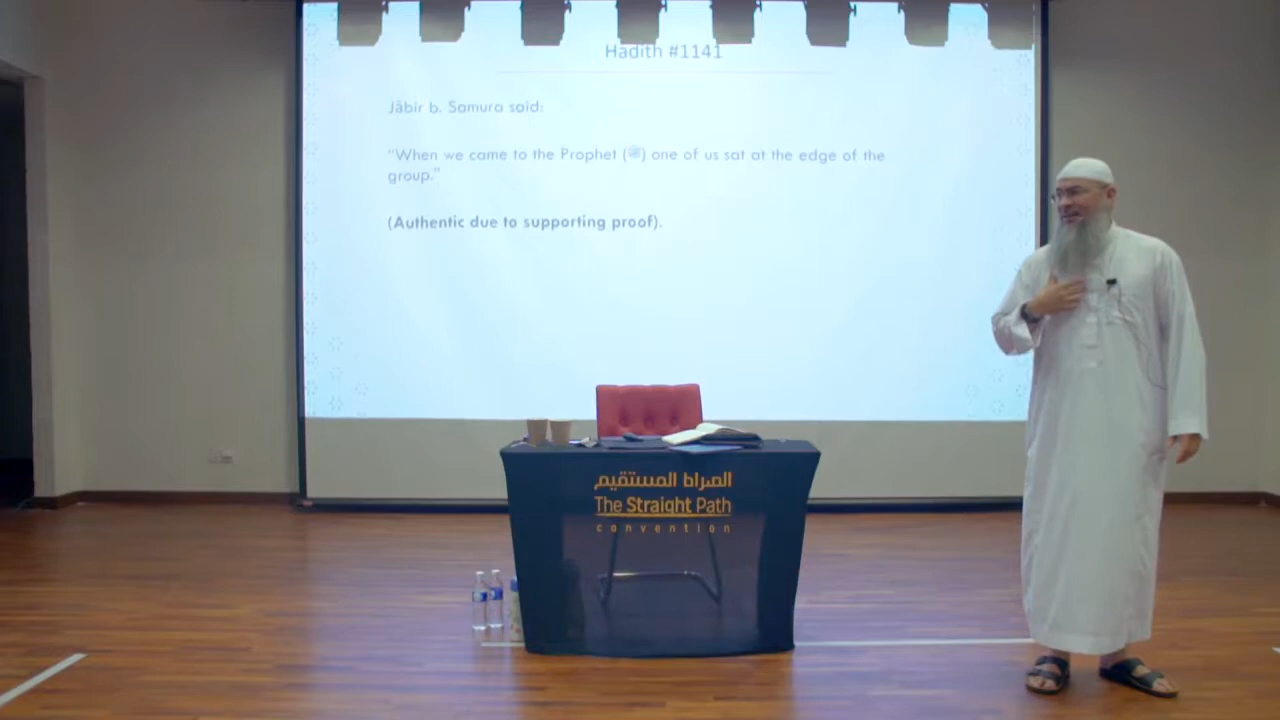 Hadith #1141
Jâbir b. Samura said:
“When we came to the Prophet (ﷺ) one of us sat at the edge of the
group.”
(Authentic due to supporting proof).
الصراط المستقيم
The Straight Path
convention